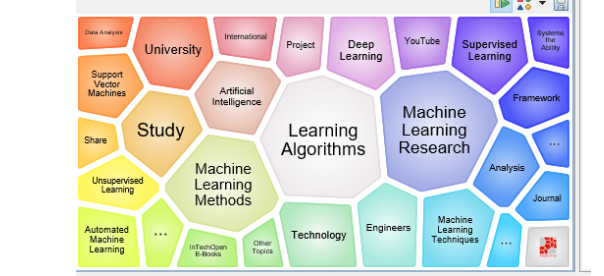 Data Analysis
University
International
Project
Deep
Learning
YouTube
Supervised
Learning
Systems
the
Ability
Support
Vector
Machines
Artificial
Intelligence
Framework
Share
Study
Learning
Algorithms
Machine
Learning
Research
...
Unsupervised
Learning
Machine
Learning
Methods
Analysis
Journal
Automated
Machine
Learning
...
InTechOpen
E-Books
Other
Topics
Technology
Engineers
Machine
Learning
Techniques
...